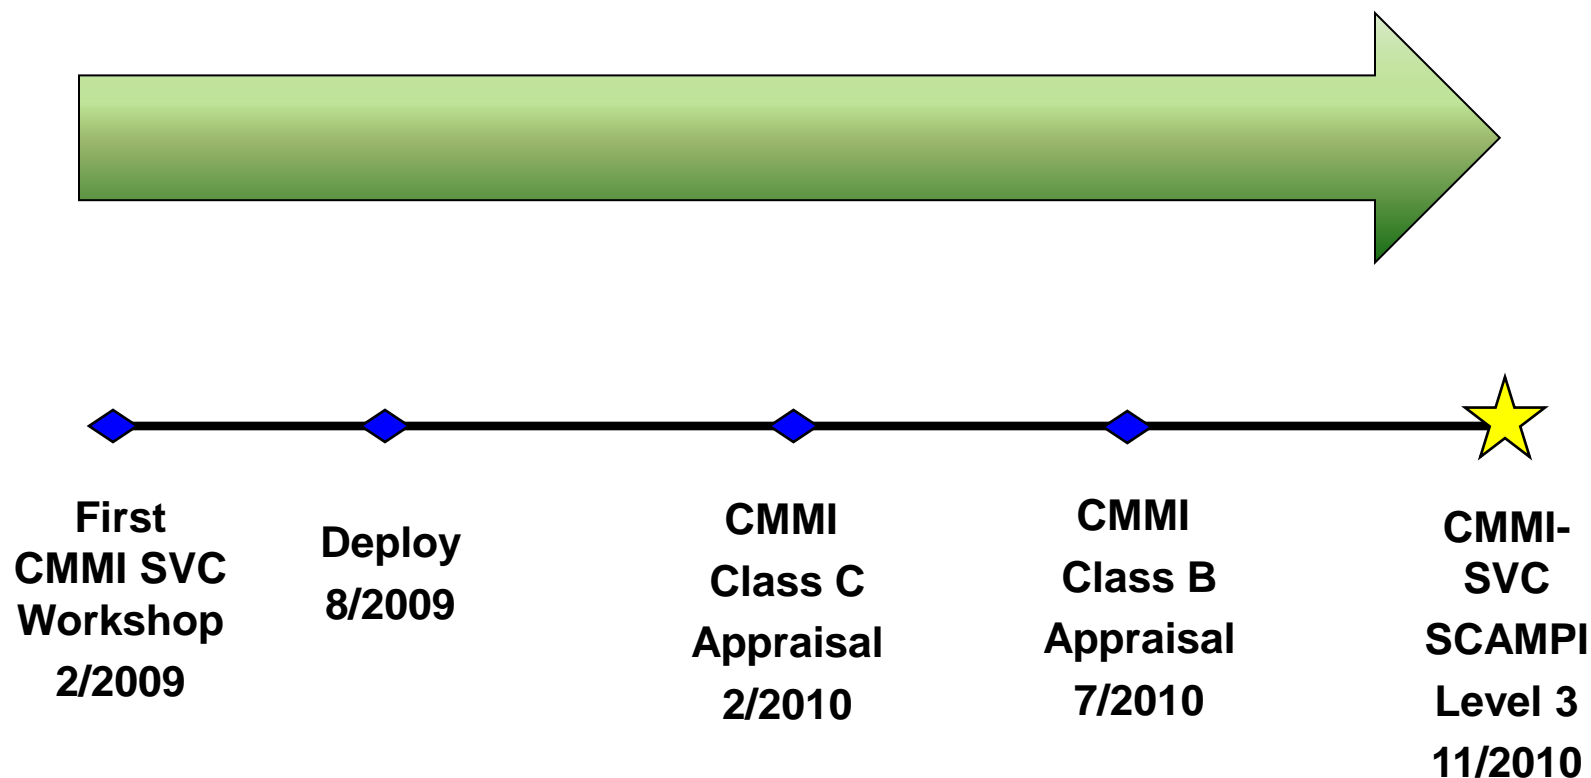 First
CMMI SVC
Workshop
2/2009
Deploy
8/2009
CMMI
Class C
Appraisal
2/2010
CMMI
Class B
Appraisal
7/2010
CMMI-
SVC
SCAMPI
Level 3
11/2010